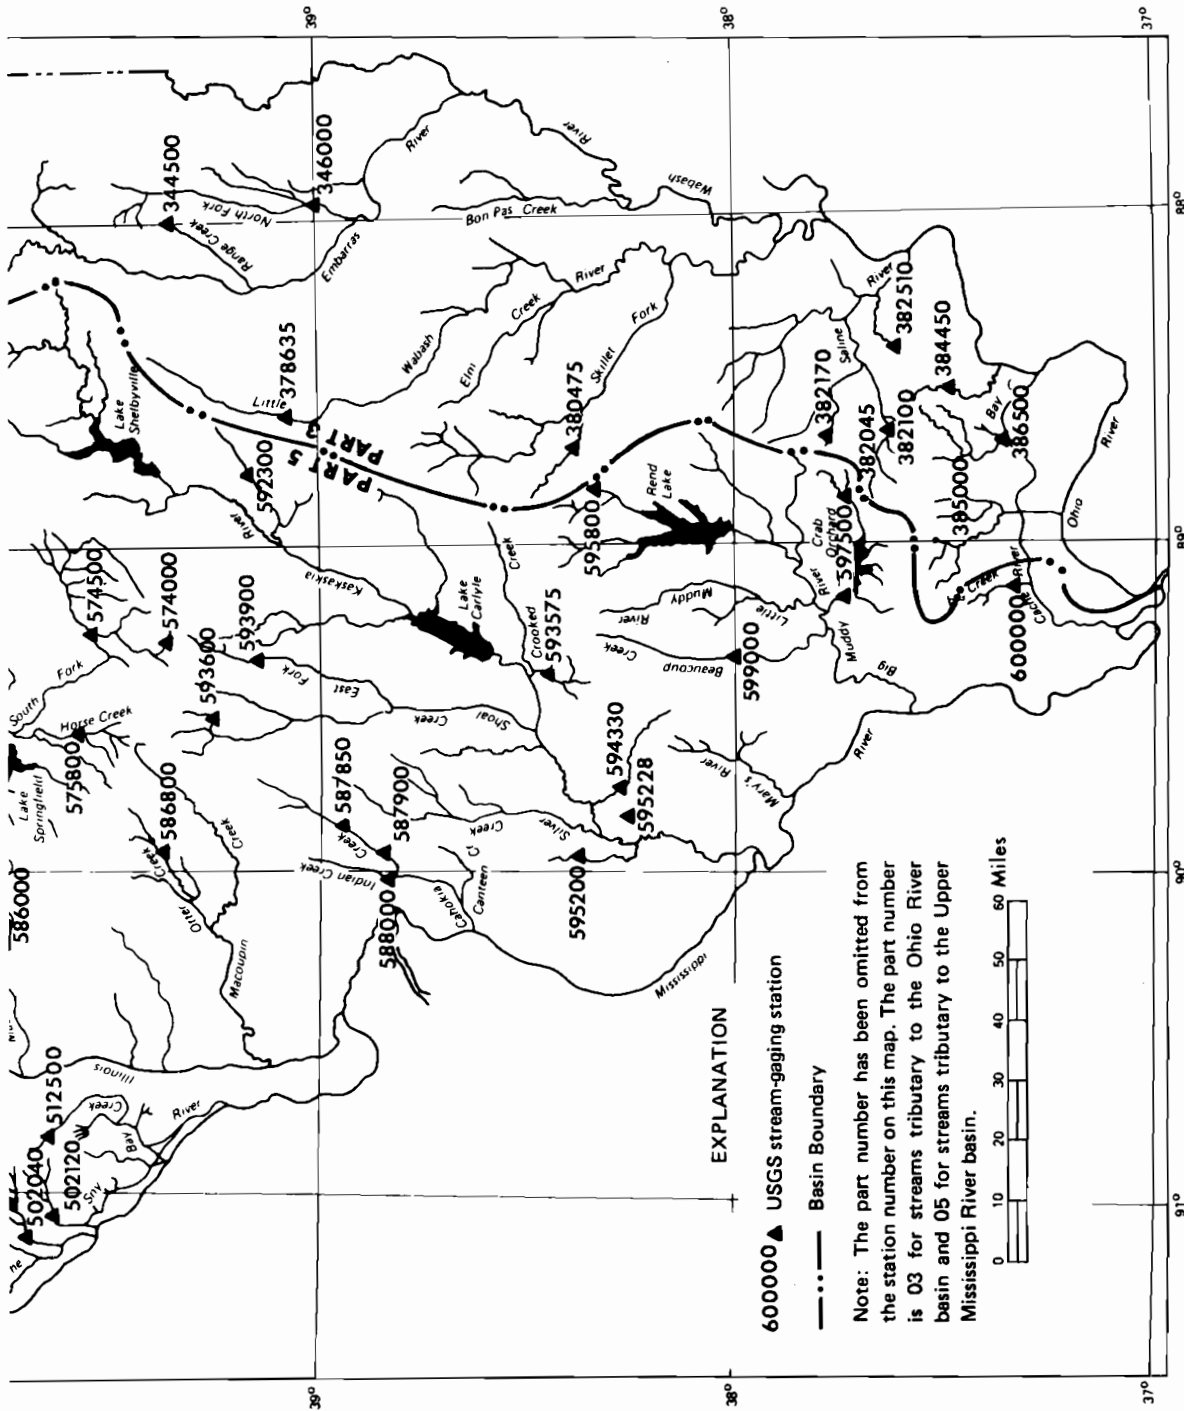 39°
38°
37°
88°
89°
90°
91°
344500
346000
North Fork
Range Creek
Embarras
River
River
Wabash
Bon Pas Creek
378635
Little
Wabash
Elm
Creek
River
Skillet
Fork
380475
PART 5
PART 3
Lake
Shelbyville
592300
River
Kaskaskia
382510
River
Saline
382170
382045
382100
384450
Bay
386500
River
Ohio
385000
Creek
Cache
River
600000
Rend
Lake
595800
Crab
Orchard
597500
River
Muddy
Little
River
Muddy
Big
Creek
Beaucoup
599000
574500
574000
593900
593600
South
Fork
Horse Creek
575800
Lake
Springfield
East
Fork
Shoal
Creek
Lake
Carlyle
Crooked
Creek
593575
594330
595228
River
Mary's
River
586000
586800
Creek
Otter
Creek
Macoupin
587850
587900
Creek
Indian Creek
588000
Cahokia
Canteen
Cr
Creek
Silver
595200
Mississippi
Illinois
512500
502040
502120
Creek
Bay
River
Sny
ne
EXPLANATION
600000 USGS stream-gaging station
Basin Boundary
Note: The part number has been omitted from
the station number on this map. The part number
is 03 for streams tributary to the Ohio River
basin and 05 for streams tributary to the Upper
Mississippi River basin.
0 10 20 30 40 50 60 Miles
39°
38°
37°